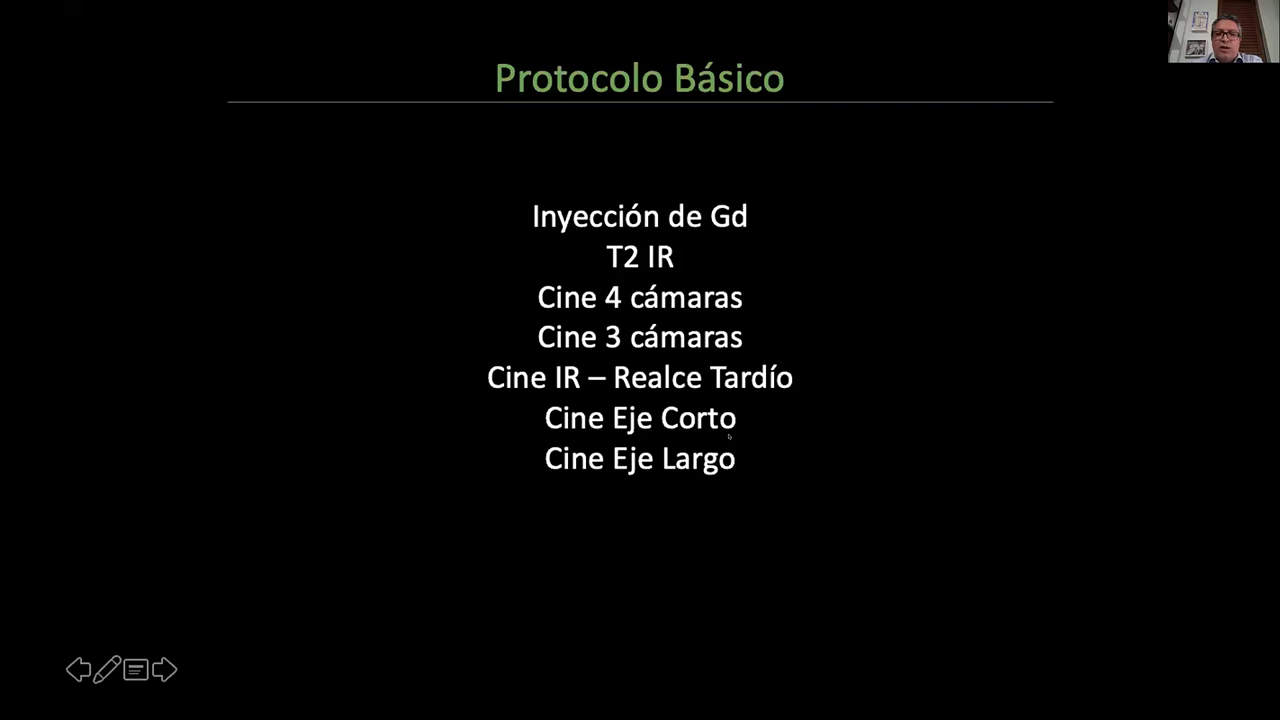 Protocolo Básico
Inyección de Gd
T2 IR
Cine 4 cámaras
Cine 3 cámaras
Cine IR – Realce Tardío
Cine Eje Corto
Cine Eje Largo